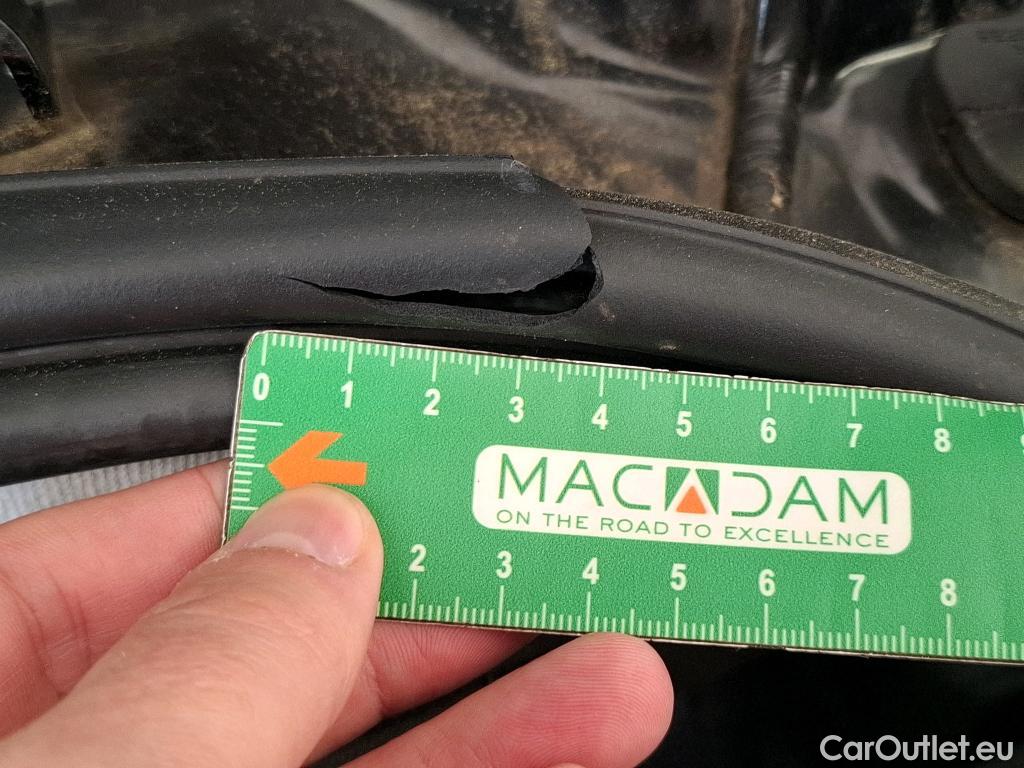 0 1 2 3 4 5 6 7 8
MACADAM
ON THE ROAD TO EXCELLENCE
2 3 4 5 6 7 8
CarOutlet.eu